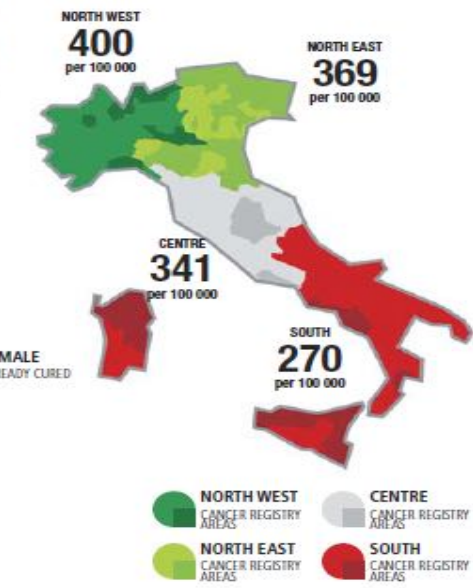 NORTH WEST
400
per 100 000
NORTH EAST
369
per 100 000
CENTRE
341
per 100 000
MALE
EADY CURED
SOUTH
270
per 100 000
NORTH WEST
CANCER REGISTRY
AREAS
CENTRE
CANCER REGISTRY
AREAS
NORTH EAST
CANCER REGISTRY
AREAS
SOUTH
CANCER REGISTRY
AREAS